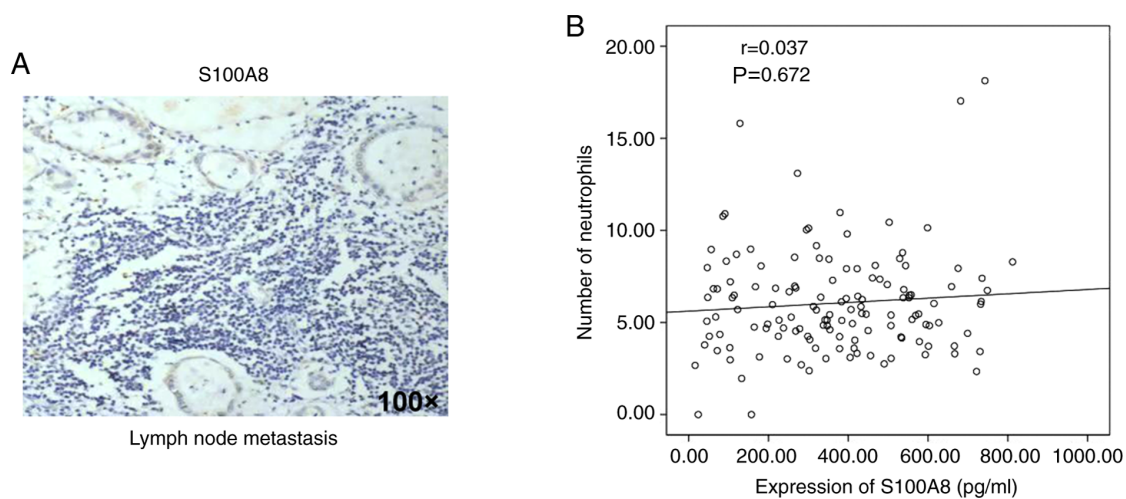 A
S100A8
100×
Lymph node metastasis
B
r=0.037
P=0.672
Number of neutrophils
20.00
15.00
10.00
5.00
0.00
0.00 200.00 400.00 600.00 800.00 1000.00
Expression of S100A8 (pg/ml)